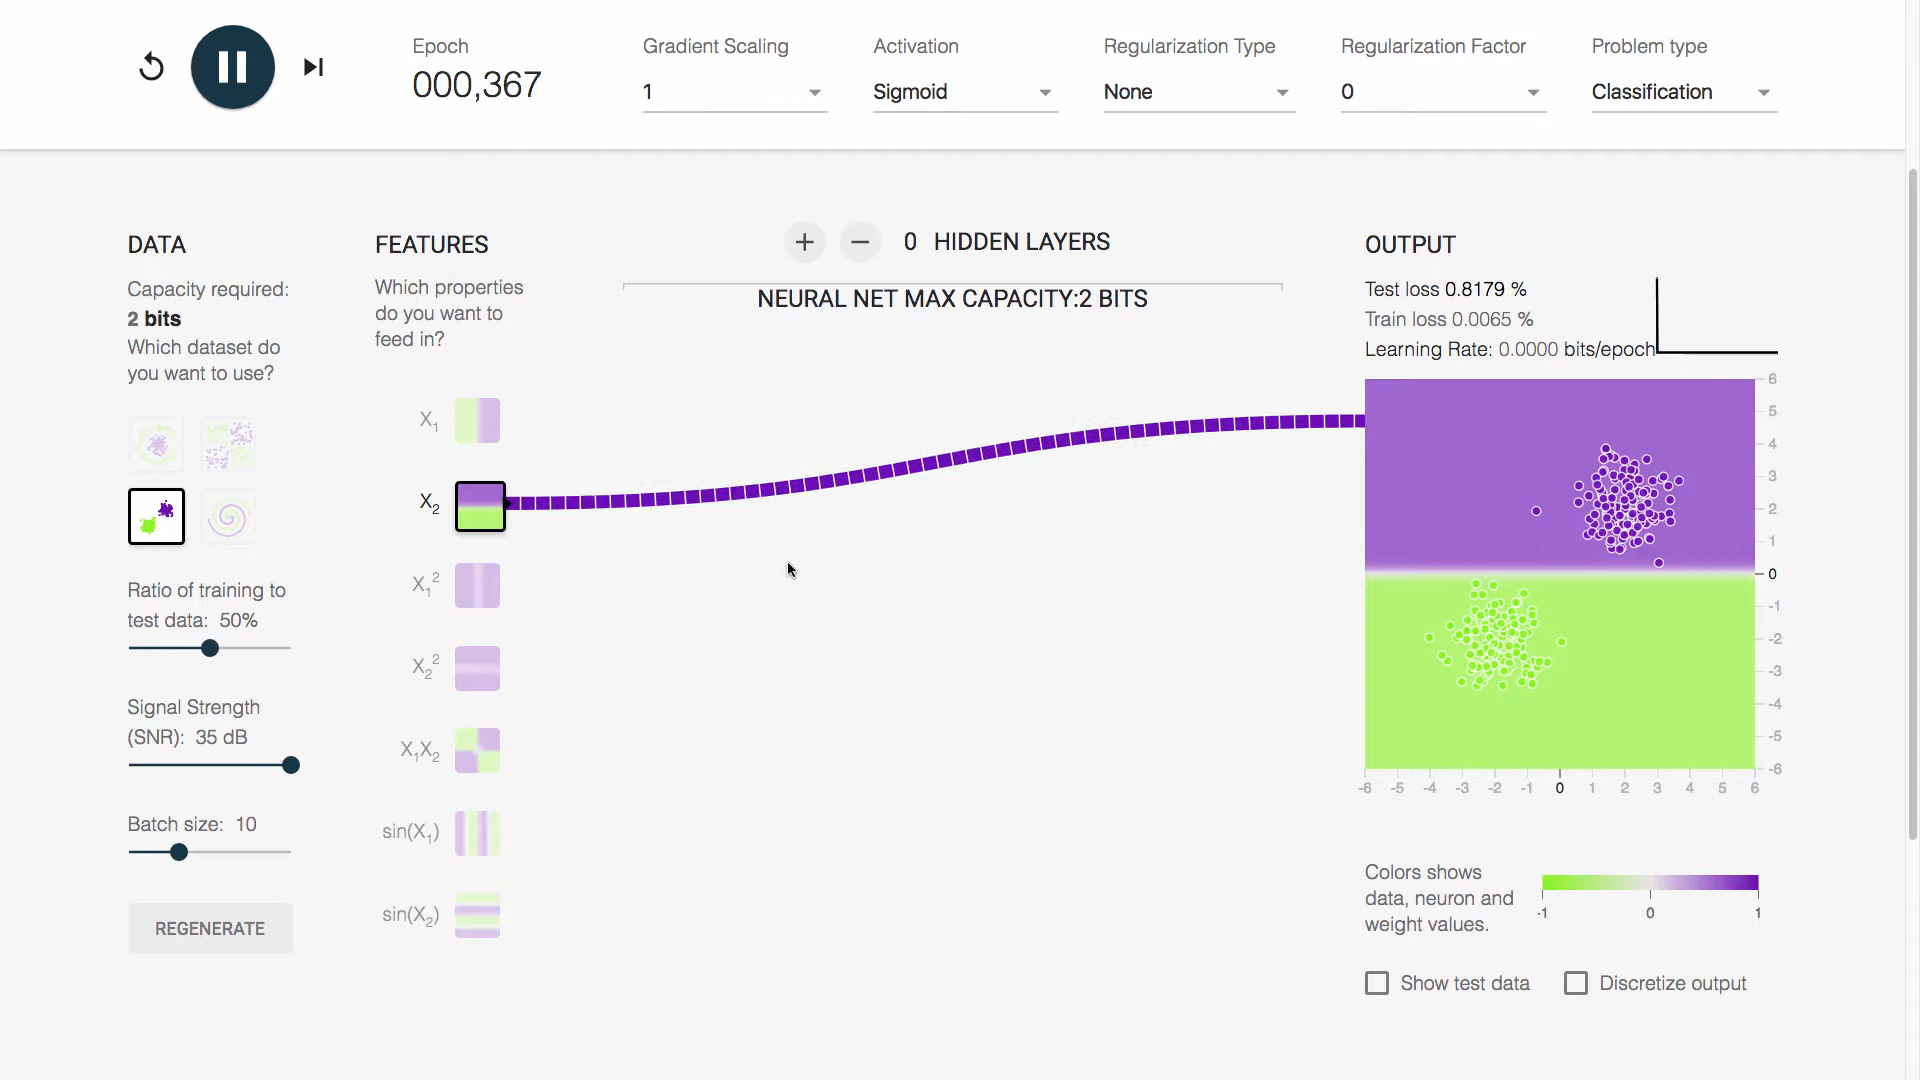 Epoch
000,367
Gradient Scaling
1
Activation
Sigmoid
Regularization Type
None
Regularization Factor
0
Problem type
Classification
DATA
Capacity required:
2 bits
Which dataset do
you want to use?
Ratio of training to
test data: 50%
Signal Strength
(SNR): 35 dB
Batch size: 10
REGENERATE
FEATURES
Which properties
do you want to
feed in?
X1
X2
X1²
X2²
X1X2
sin(X1)
sin(X2)
0 HIDDEN LAYERS
NEURAL NET MAX CAPACITY:2 BITS
OUTPUT
Test loss 0.8179 %
Train loss 0.0065 %
Learning Rate: 0.0000 bits/epoch
6
5
4
3
2
1
0
-1
-2
-3
-4
-5
-6
-6 -5 -4 -3 -2 -1 0 1 2 3 4 5 6
Colors shows
data, neuron and
weight values.
-1 0 1
Show test data
Discretize output